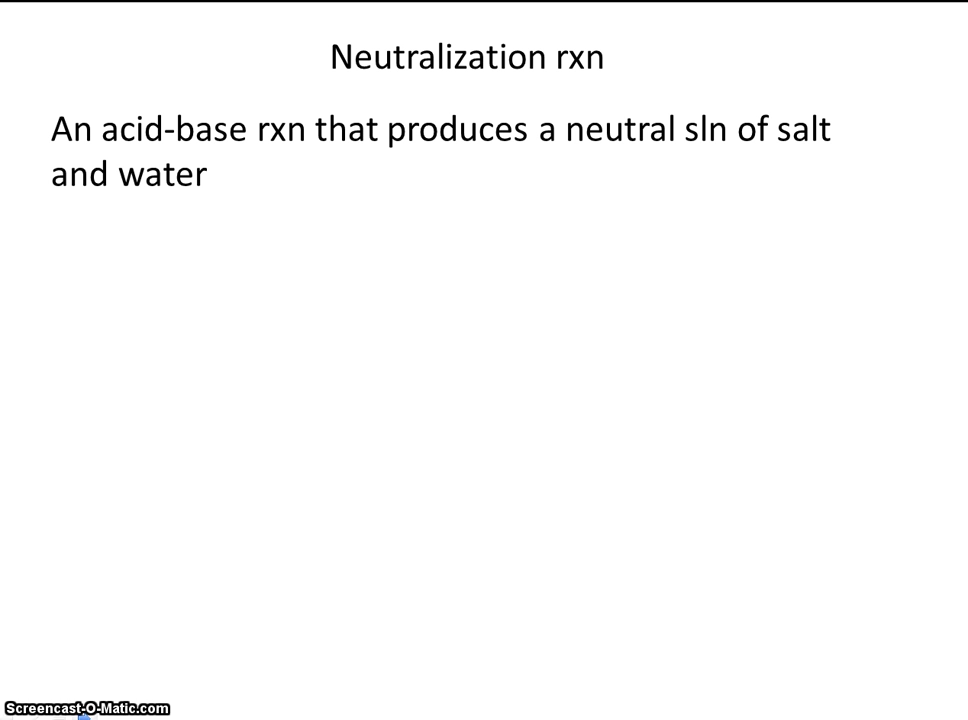 Neutralization rxn
An acid-base rxn that produces a neutral sln of salt
and water
Screencast-O-Matic.com